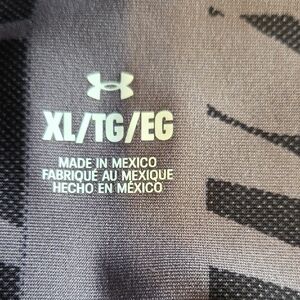 XL/TG/EG
MADE IN MEXICO
FABRIQUÉ AU MEXIQUE
HECHO EN MÉXICO